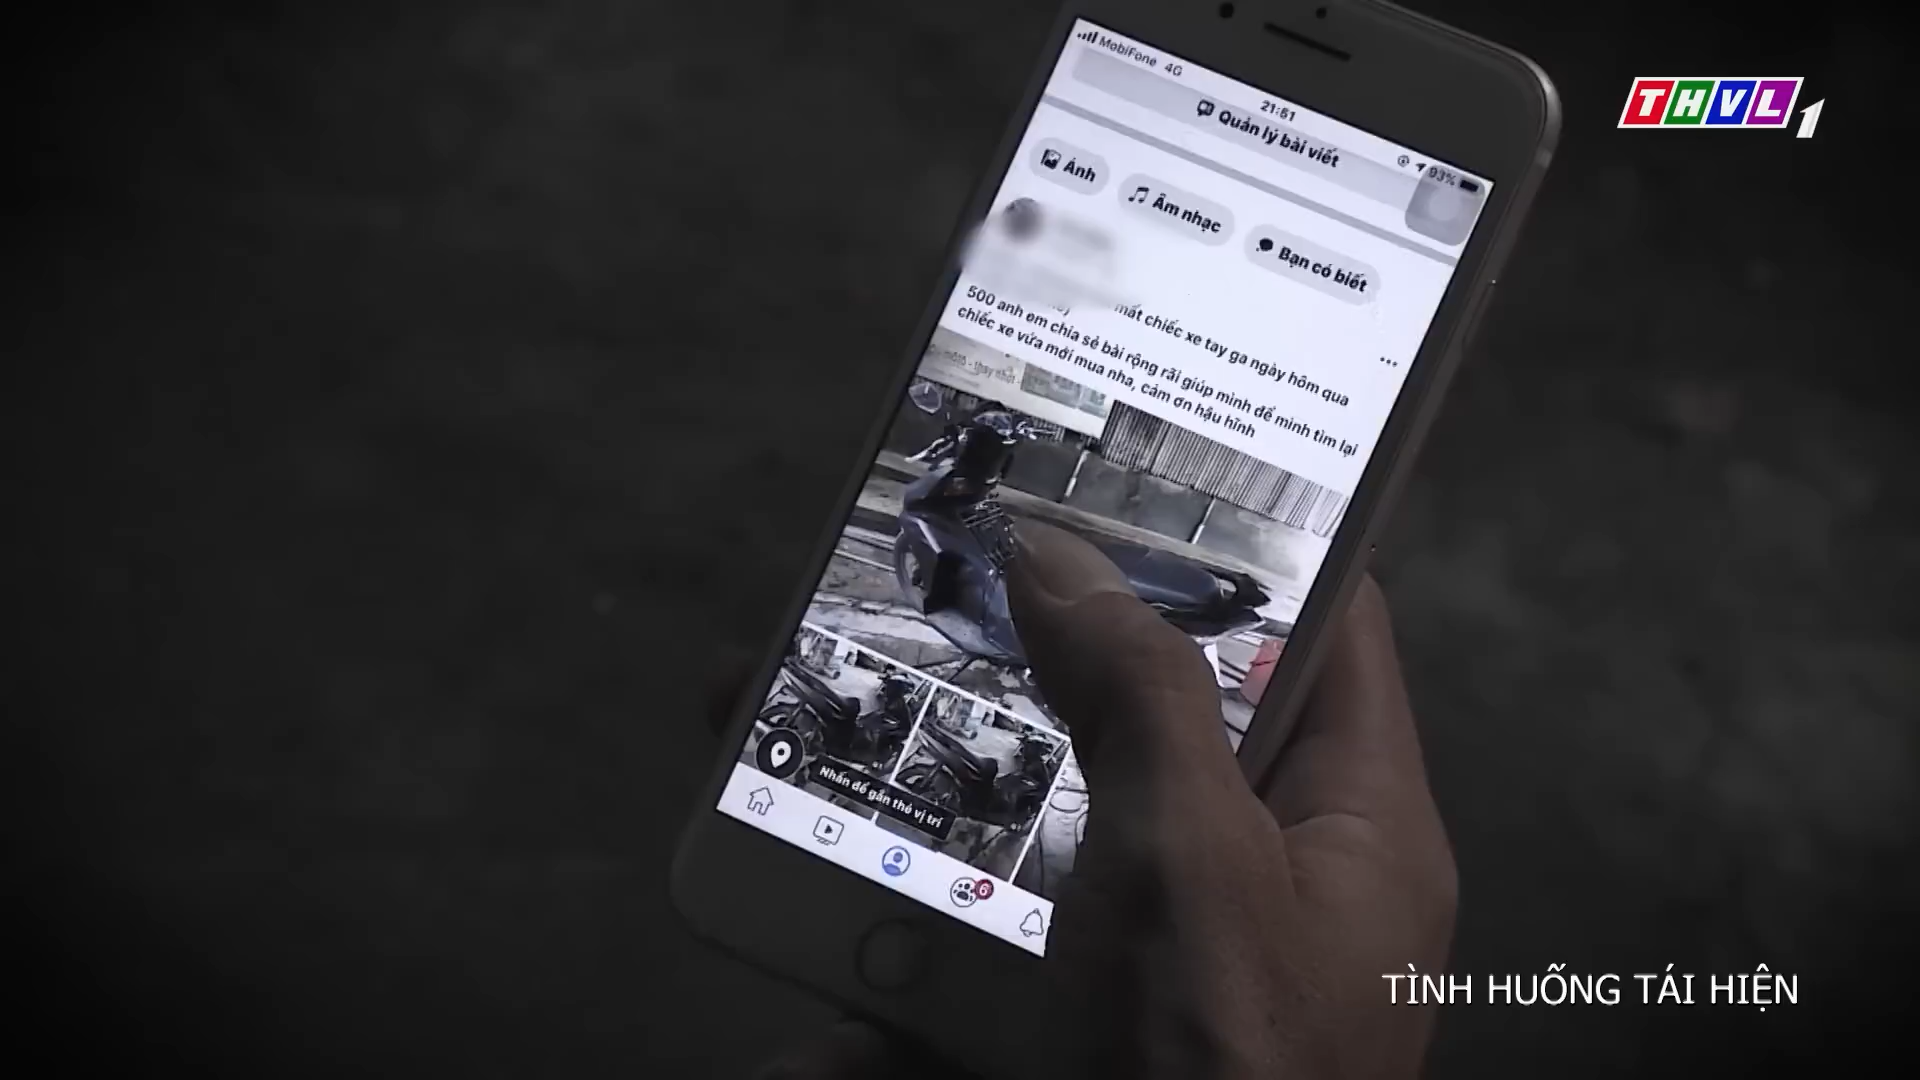 THVL1
MobiFone 4G
21:51
93%
Quản lý bài viết
Ảnh
Âm nhạc
Bạn có biết
mất chiếc xe tay ga ngày hôm qua
500 anh em chia sẻ bài rộng rãi giúp mình để mình tìm lại
chiếc xe vừa mới mua nha, cảm ơn hậu hĩnh
Nhấn để gắn thẻ vị trí
6
TÌNH HUỐNG TÁI HIỆN